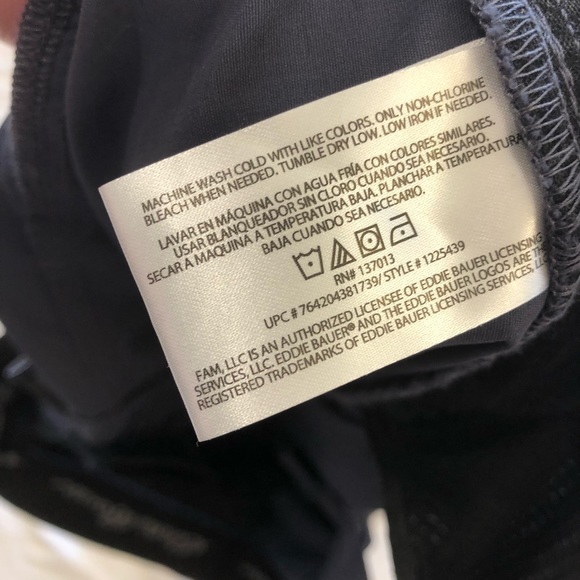 MACHINE WASH COLD WITH LIKE COLORS. ONLY NON-CHLORINE
BLEACH WHEN NEEDED. TUMBLE DRY LOW. LOW IRON IF NEEDED.
LAVAR EN MÁQUINA CON AGUA FRÍA CON COLORES SIMILARES.
USAR BLANQUEADOR SIN CLORO CUANDO SEA NECESARIO.
SECAR A MAQUINA A TEMPERATURA BAJA. PLANCHAR A TEMPERATURA
BAJA CUANDO SEA NECESARIO.
RN# 137013
UPC # 764204381739/ STYLE # 1225439
FAM, LLC IS AN AUTHORIZED LICENSEE OF EDDIE BAUER LICENSING
SERVICES, LLC. EDDIE BAUER® AND THE EDDIE BAUER LOGOS ARE
REGISTERED TRADEMARKS OF EDDIE BAUER LICENSING SERVICES,
Eddie Bauer